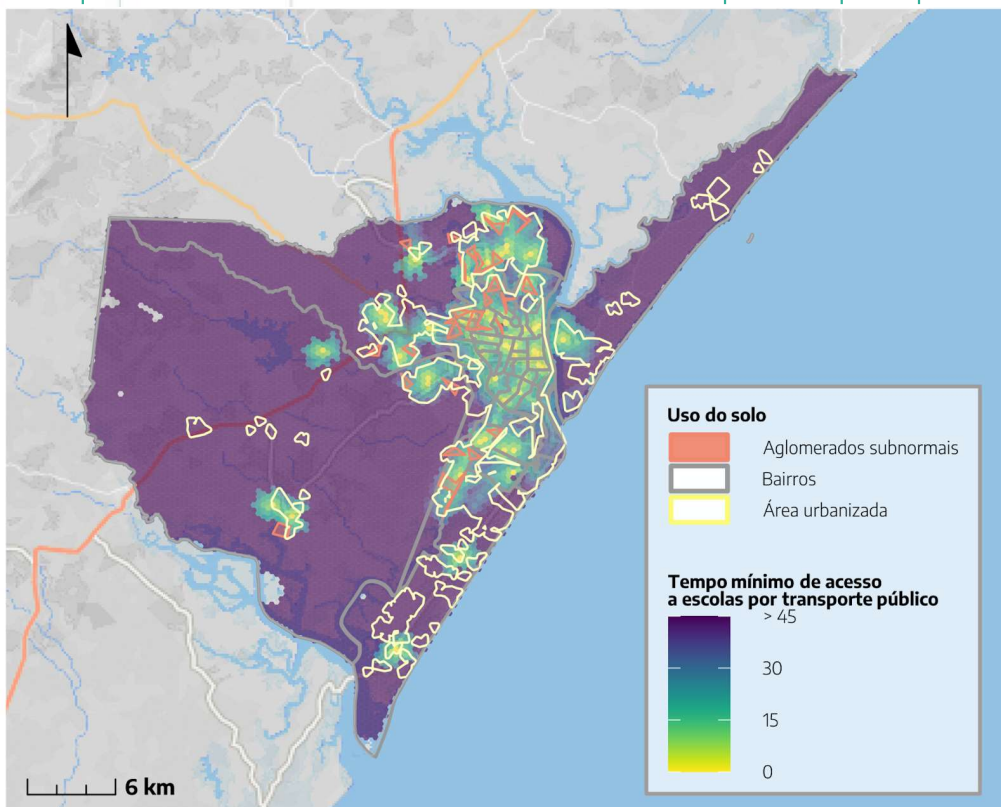 Uso do solo
Aglomerados subnormais
Bairros
Área urbanizada
Tempo mínimo de acesso
a escolas por transporte público
> 45
30
15
0
6 km